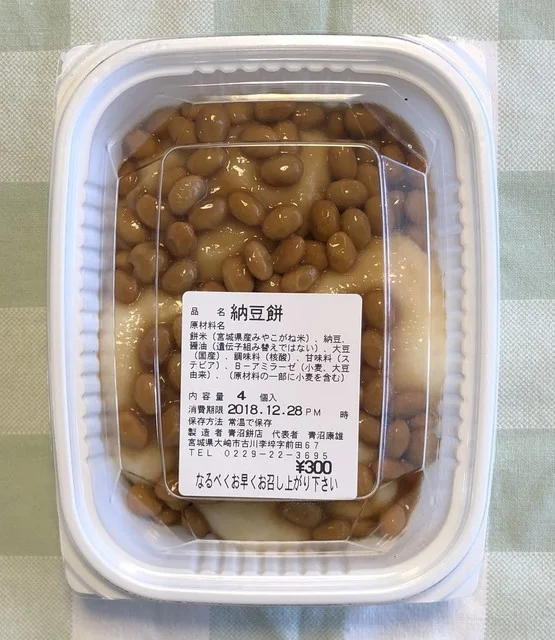 品 名 納豆餅
原材料名
餅米（宮城県産みやこがね米）、納豆、
醤油（遺伝子組み替えではない）、大豆
（国産）、調味料（核酸）、甘味料（ス
テビア）、B－アミラーゼ（小麦、大豆
由来）、（原材料の一部に小麦を含む）
内容量 4 個入
消費期限 2018.12.28PM 時
保存方法 常温で保存
製造者 青沼餅店 代表者 青沼康雄
宮城県大崎市古川李埣字前田67
TEL 0229-22-3695
¥300
なるべくお早くお召し上がり下さい